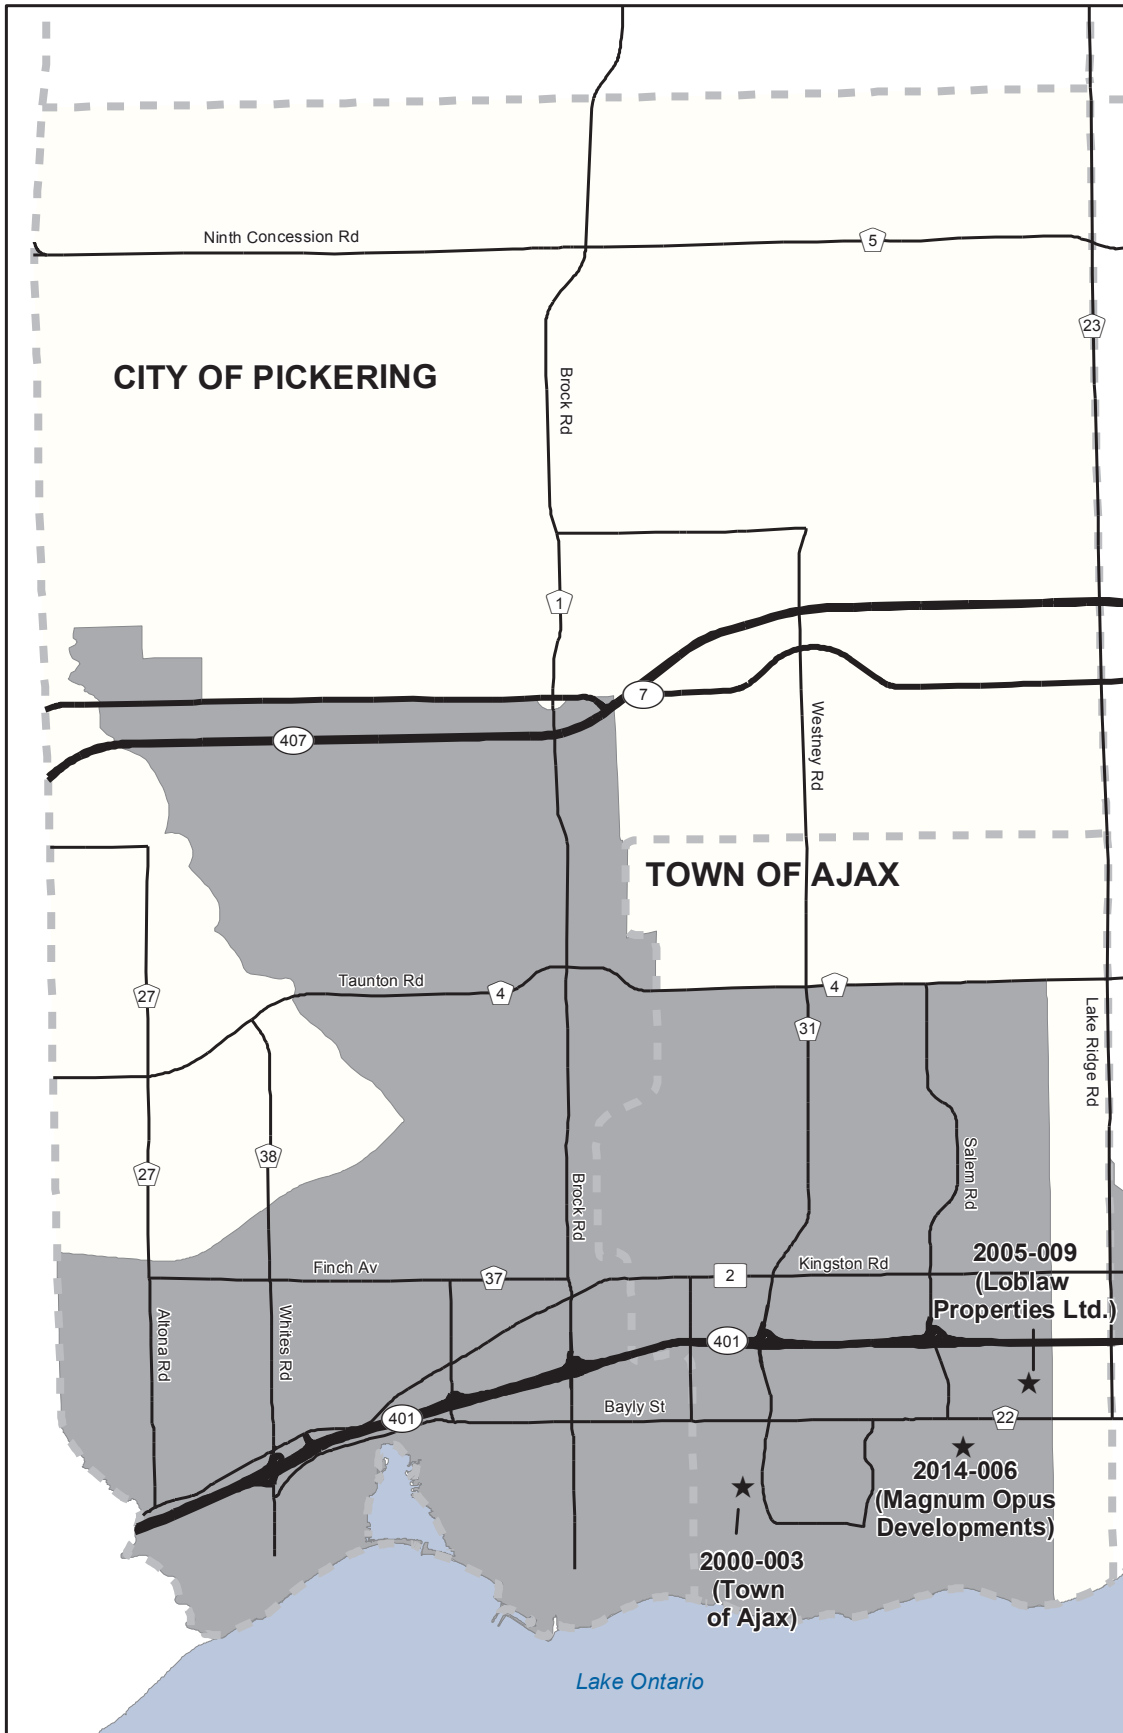 Ninth Concession Rd
5
23
CITY OF PICKERING
Brock Rd
1
7
Westney Rd
407
TOWN OF AJAX
Taunton Rd
4
4
27
31
Lake Ridge Rd
38
27
Salem Rd
Brock Rd
2005-009
(Loblaw
Properties Ltd.)
Finch Av
37
2
Kingston Rd
Altona Rd
Whites Rd
401
401
Bayly St
22
2014-006
(Magnum Opus
Developments)
2000-003
(Town
of Ajax)
Lake Ontario